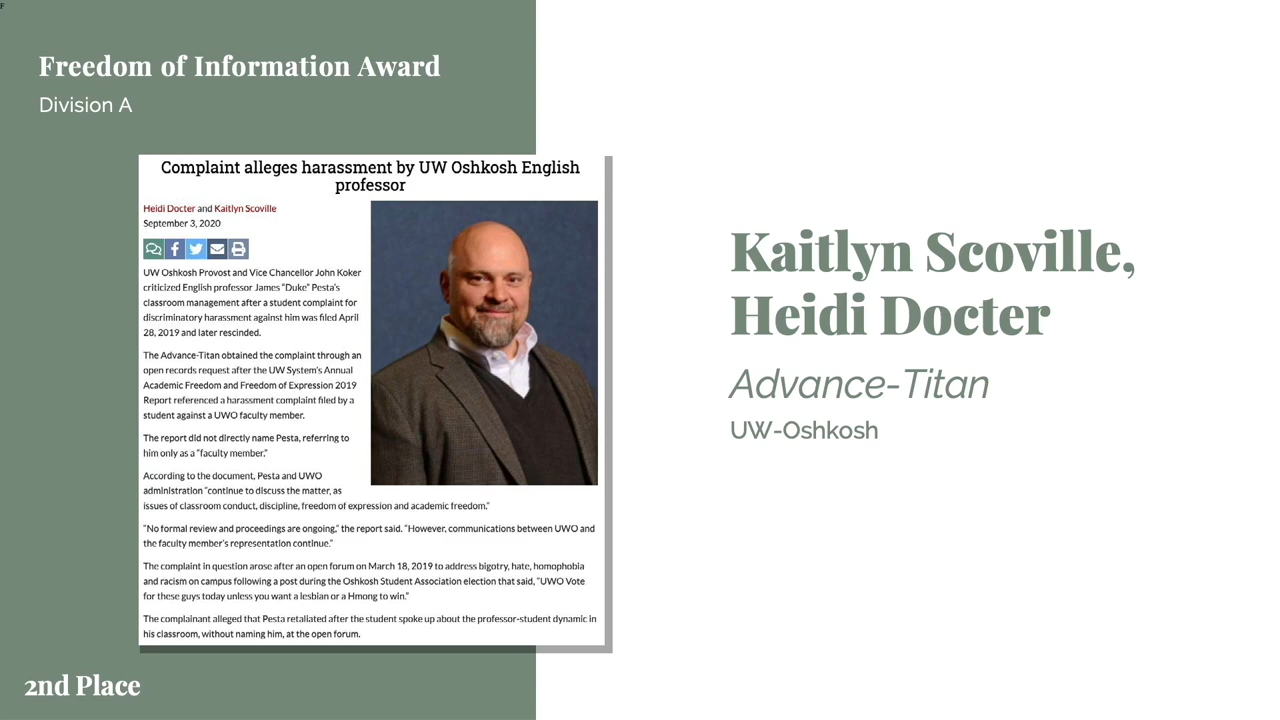 F
Freedom of Information Award
Division A
Complaint alleges harassment by UW Oshkosh English
professor
Heidi Docter and Kaitlyn Scoville
September 3, 2020
UW Oshkosh Provost and Vice Chancellor John Koker
criticized English professor James "Duke" Pesta's
classroom management after a student complaint for
discriminatory harassment against him was filed April
28, 2019 and later rescinded.
The Advance-Titan obtained the complaint through an
open records request after the UW System's Annual
Academic Freedom and Freedom of Expression 2019
Report referenced a harassment complaint filed by a
student against a UWO faculty member.
The report did not directly name Pesta, referring to
him only as a "faculty member."
According to the document, Pesta and UWO
administration "continue to discuss the matter, as
issues of classroom conduct, discipline, freedom of expression and academic freedom."
"No formal review and proceedings are ongoing," the report said. "However, communications between UWO and
the faculty member's representation continue."
The complaint in question arose after an open forum on March 18, 2019 to address bigotry, hate, homophobia
and racism on campus following a post during the Oshkosh Student Association election that said, "UWO Vote
for these guys today unless you want a lesbian or a Hmong to win."
The complainant alleged that Pesta retaliated after the student spoke up about the professor-student dynamic in
his classroom, without naming him, at the open forum.
2nd Place
Kaitlyn Scoville,
Heidi Docter
Advance-Titan
UW-Oshkosh